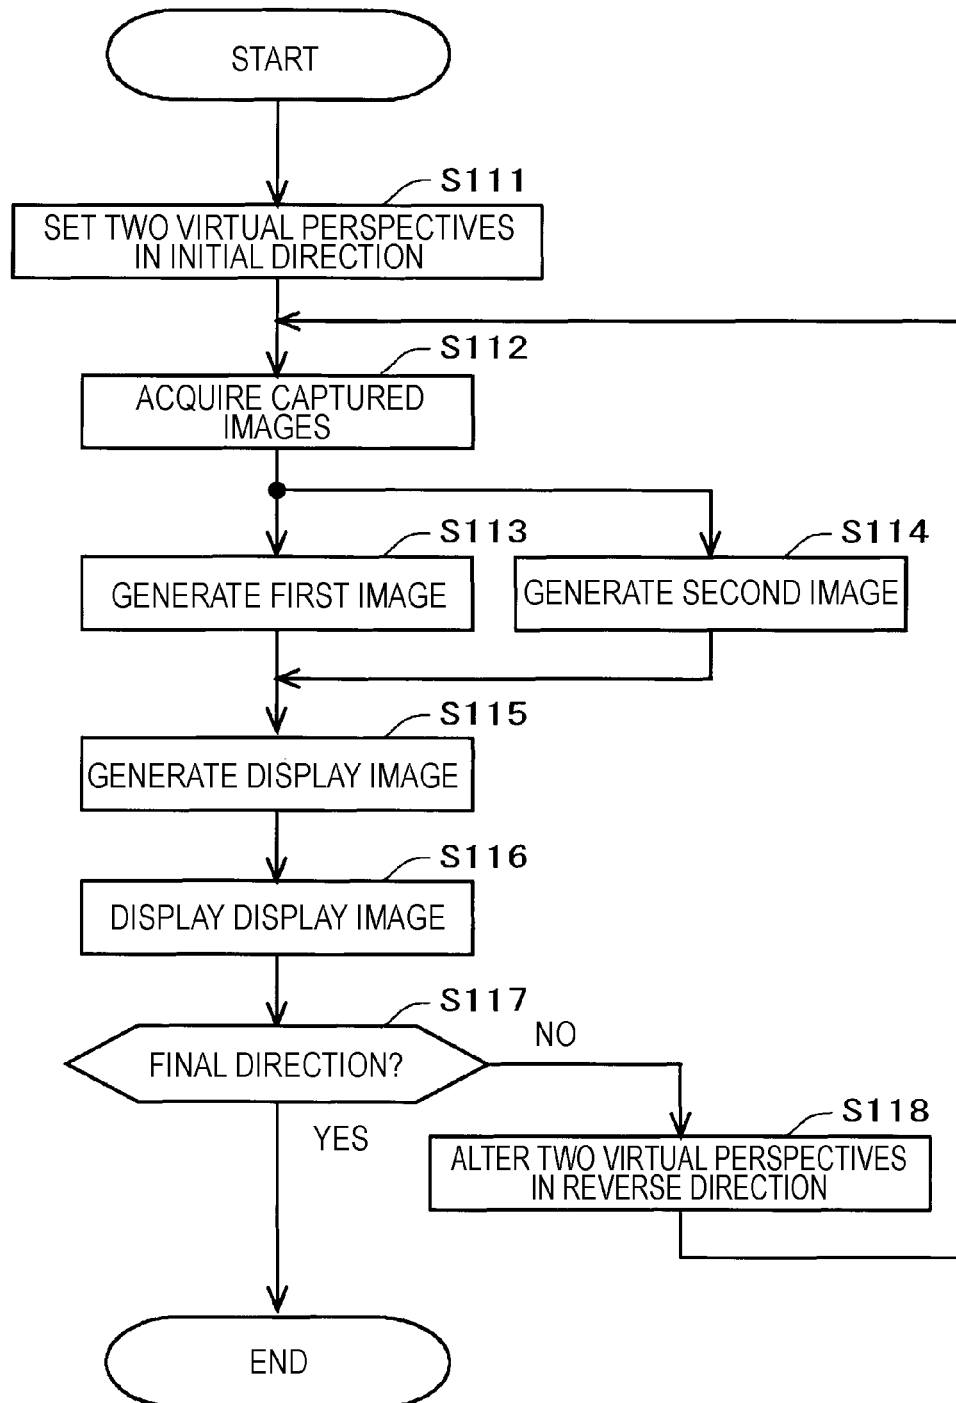 START
S111
SET TWO VIRTUAL PERSPECTIVES
IN INITIAL DIRECTION
S112
ACQUIRE CAPTURED
IMAGES
S113
S114
GENERATE FIRST IMAGE
GENERATE SECOND IMAGE
S115
GENERATE DISPLAY IMAGE
S116
DISPLAY DISPLAY IMAGE
S117
NO
FINAL DIRECTION?
YES
S118
ALTER TWO VIRTUAL PERSPECTIVES
IN REVERSE DIRECTION
END